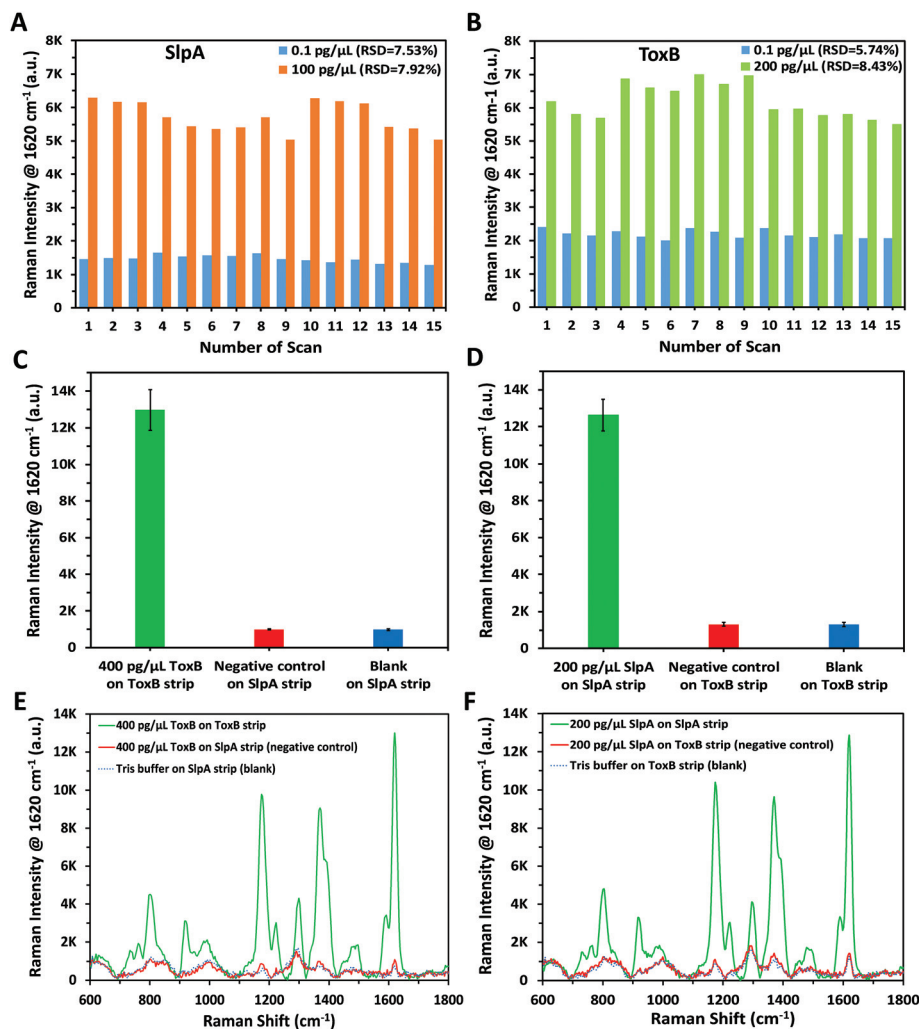 A
SlpA
0.1 pg/µL (RSD=7.53%)
100 pg/µL (RSD=7.92%)
Raman Intensity @ 1620 cm⁻¹ (a.u.)
8K
7K
6K
5K
4K
3K
2K
1K
0
1 2 3 4 5 6 7 8 9 10 11 12 13 14 15
Number of Scan
B
ToxB
0.1 pg/µL (RSD=5.74%)
200 pg/µL (RSD=8.43%)
Raman Intensity @ 1620 cm-1 (a.u.)
8K
7K
6K
5K
4K
3K
2K
1K
0
1 2 3 4 5 6 7 8 9 10 11 12 13 14 15
Number of Scan
C
Raman Intensity @ 1620 cm⁻¹ (a.u.)
14K
12K
10K
8K
6K
4K
2K
0
400 pg/µL ToxB Negative control Blank
on ToxB strip on SlpA strip on SlpA strip
D
Raman Intensity @ 1620 cm⁻¹ (a.u.)
14K
12K
10K
8K
6K
4K
2K
0
200 pg/µL SlpA Negative control Blank
on SlpA strip on ToxB strip on ToxB strip
E
400 pg/µL ToxB on ToxB strip
400 pg/µL ToxB on SlpA strip (negative control)
Tris buffer on SlpA strip (blank)
Raman Intensity @ 1620 cm⁻¹ (a.u.)
14K
12K
10K
8K
6K
4K
2K
0
600 800 1000 1200 1400 1600 1800
Raman Shift (cm⁻¹)
F
200 pg/µL SlpA on SlpA strip
200 pg/µL SlpA on ToxB strip (negative control)
Tris buffer on ToxB strip (blank)
Raman Intensity @ 1620 cm⁻¹ (a.u.)
14K
12K
10K
8K
6K
4K
2K
0
600 800 1000 1200 1400 1600 1800
Raman Shift (cm⁻¹)